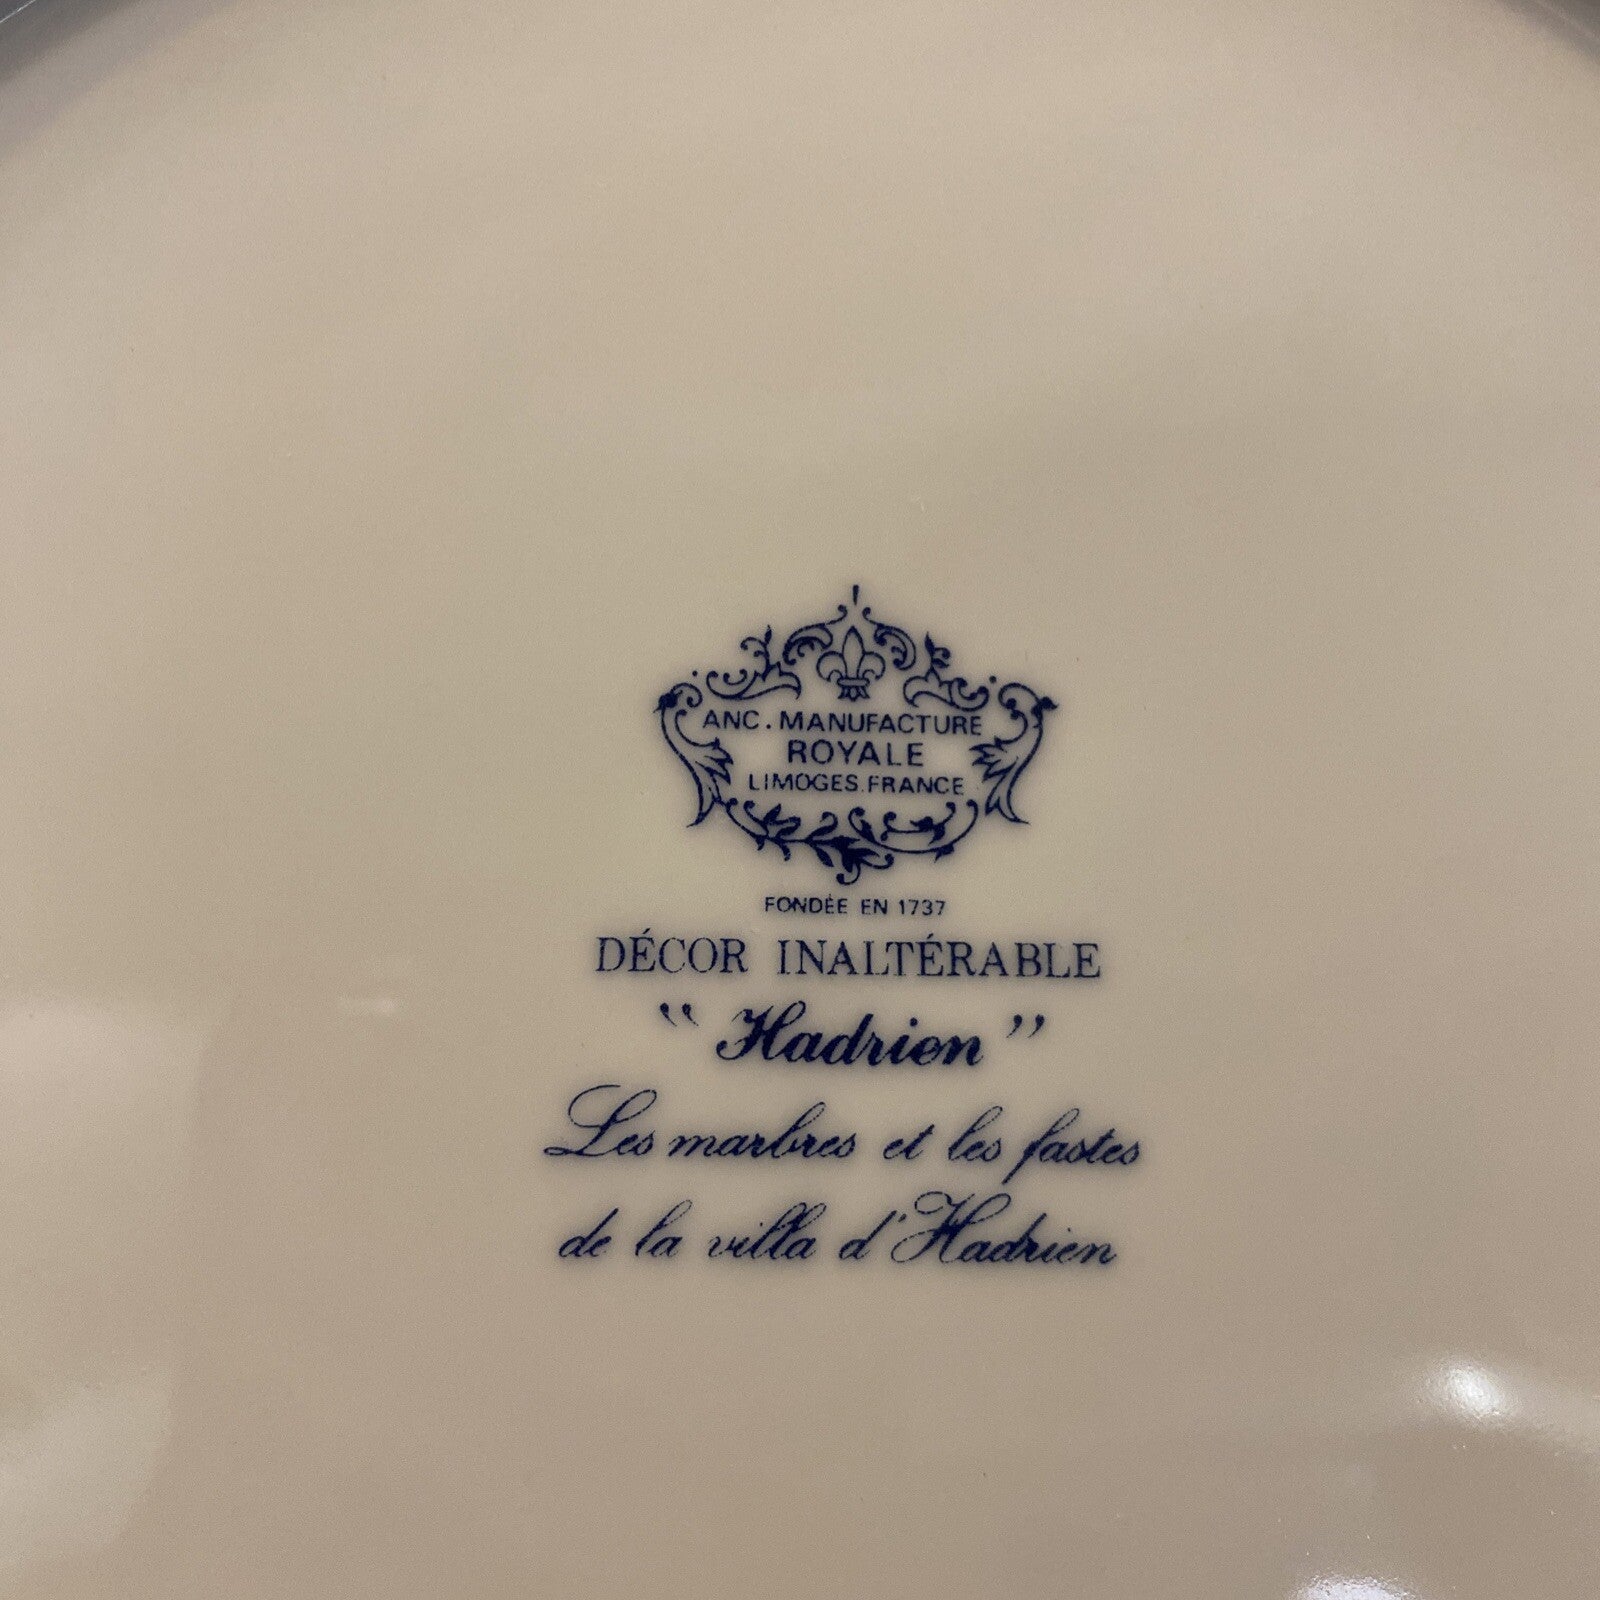 ANC. MANUFACTURE
ROYALE
LIMOGES. FRANCE
FONDÉE EN 1737
DÉCOR INALTÉRABLE
“ Hadrien ”
Les marbres et les fastes
de la villa d'Hadrien